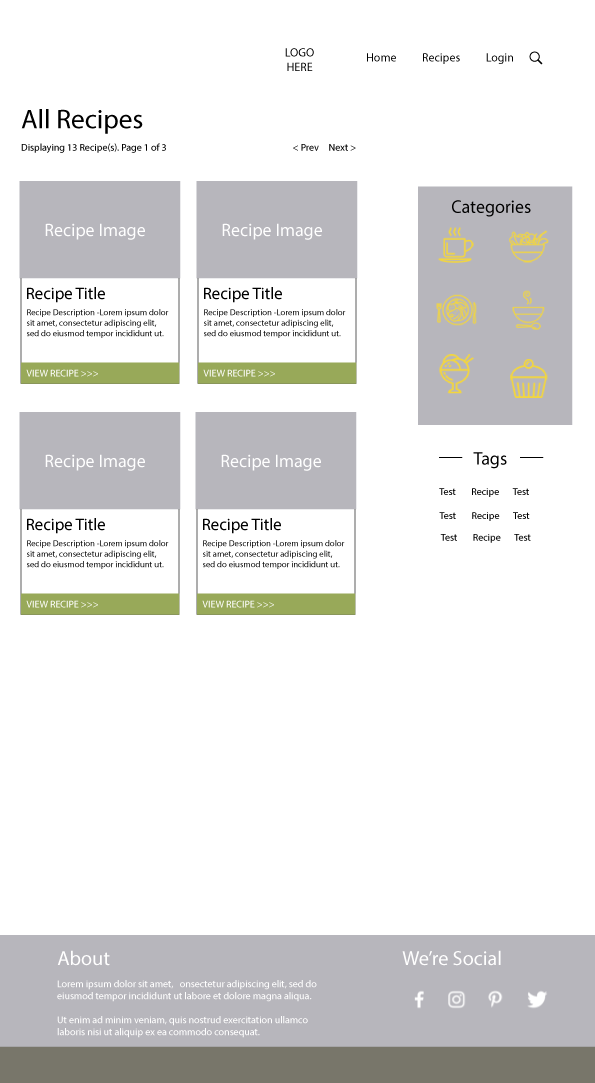 LOGO
HERE
Home Recipes Login
All Recipes
Displaying 13 Recipe(s). Page 1 of 3
< Prev Next >
Recipe Image
Recipe Title
Recipe Description -Lorem ipsum dolor
sit amet, consectetur adipiscing elit,
sed do eiusmod tempor incididunt ut.
VIEW RECIPE >>>
Recipe Image
Recipe Title
Recipe Description -Lorem ipsum dolor
sit amet, consectetur adipiscing elit,
sed do eiusmod tempor incididunt ut.
VIEW RECIPE >>>
Recipe Image
Recipe Title
Recipe Description -Lorem ipsum dolor
sit amet, consectetur adipiscing elit,
sed do eiusmod tempor incididunt ut.
VIEW RECIPE >>>
Recipe Image
Recipe Title
Recipe Description -Lorem ipsum dolor
sit amet, consectetur adipiscing elit,
sed do eiusmod tempor incididunt ut.
VIEW RECIPE >>>
Categories
Tags
Test Recipe Test
Test Recipe Test
Test Recipe Test
About
Lorem ipsum dolor sit amet, onsectetur adipiscing elit, sed do
eiusmod tempor incididunt ut labore et dolore magna aliqua.
Ut enim ad minim veniam, quis nostrud exercitation ullamco
laboris nisi ut aliquip ex ea commodo consequat.
We're Social